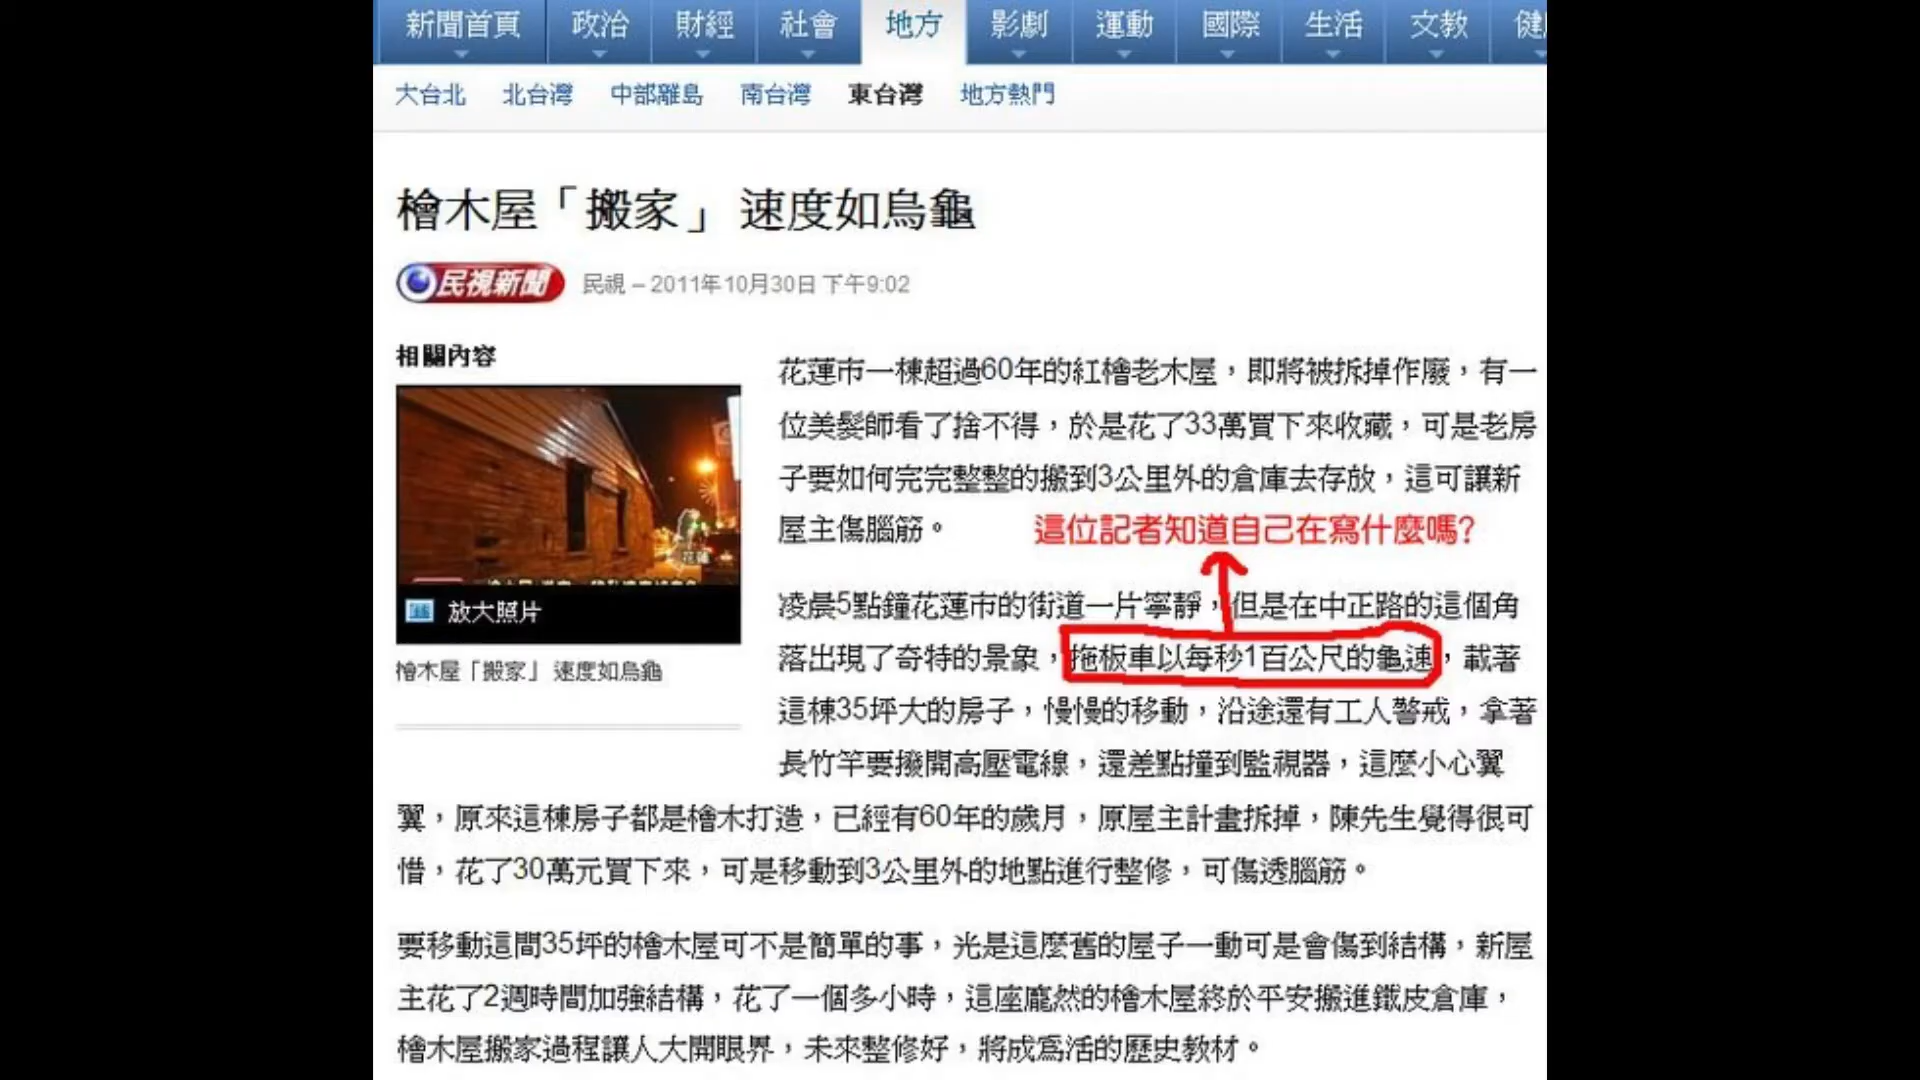 新聞首頁 政治 財經 社會 地方 影劇 運動 國際 生活 文教
大台北 北台灣 中部離島 南台灣 東台灣 地方熱門
檜木屋「搬家」 速度如烏龜
民視新聞 民視 – 2011年10月30日 下午9:02
相關內容
花蓮
放大照片
檜木屋「搬家」 速度如烏龜
花蓮市一棟超過60年的紅檜老木屋，即將被拆掉作廢，有一
位美髮師看了捨不得，於是花了33萬買下來收藏，可是老房
子要如何完完整整的搬到3公里外的倉庫去存放，這可讓新
屋主傷腦筋。
這位記者知道自己在寫什麼嗎?
凌晨5點鐘花蓮市的街道一片寧靜，但是在中正路的這個角
落出現了奇特的景象，拖板車以每秒1百公尺的龜速，載著
這棟35坪大的房子，慢慢的移動，沿途還有工人警戒，拿著
長竹竿要撥開高壓電線，還差點撞到監視器，這麼小心翼
翼，原來這棟房子都是檜木打造，已經有60年的歲月，原屋主計畫拆掉，陳先生覺得很可
惜，花了30萬元買下來，可是移動到3公里外的地點進行整修，可傷透腦筋。
要移動這間35坪的檜木屋可不是簡單的事，光是這麼舊的屋子一動可是會傷到結構，新屋
主花了2週時間加強結構，花了一個多小時，這座龐然的檜木屋終於平安搬進鐵皮倉庫，
檜木屋搬家過程讓人大開眼界，未來整修好，將成為活的歷史教材。